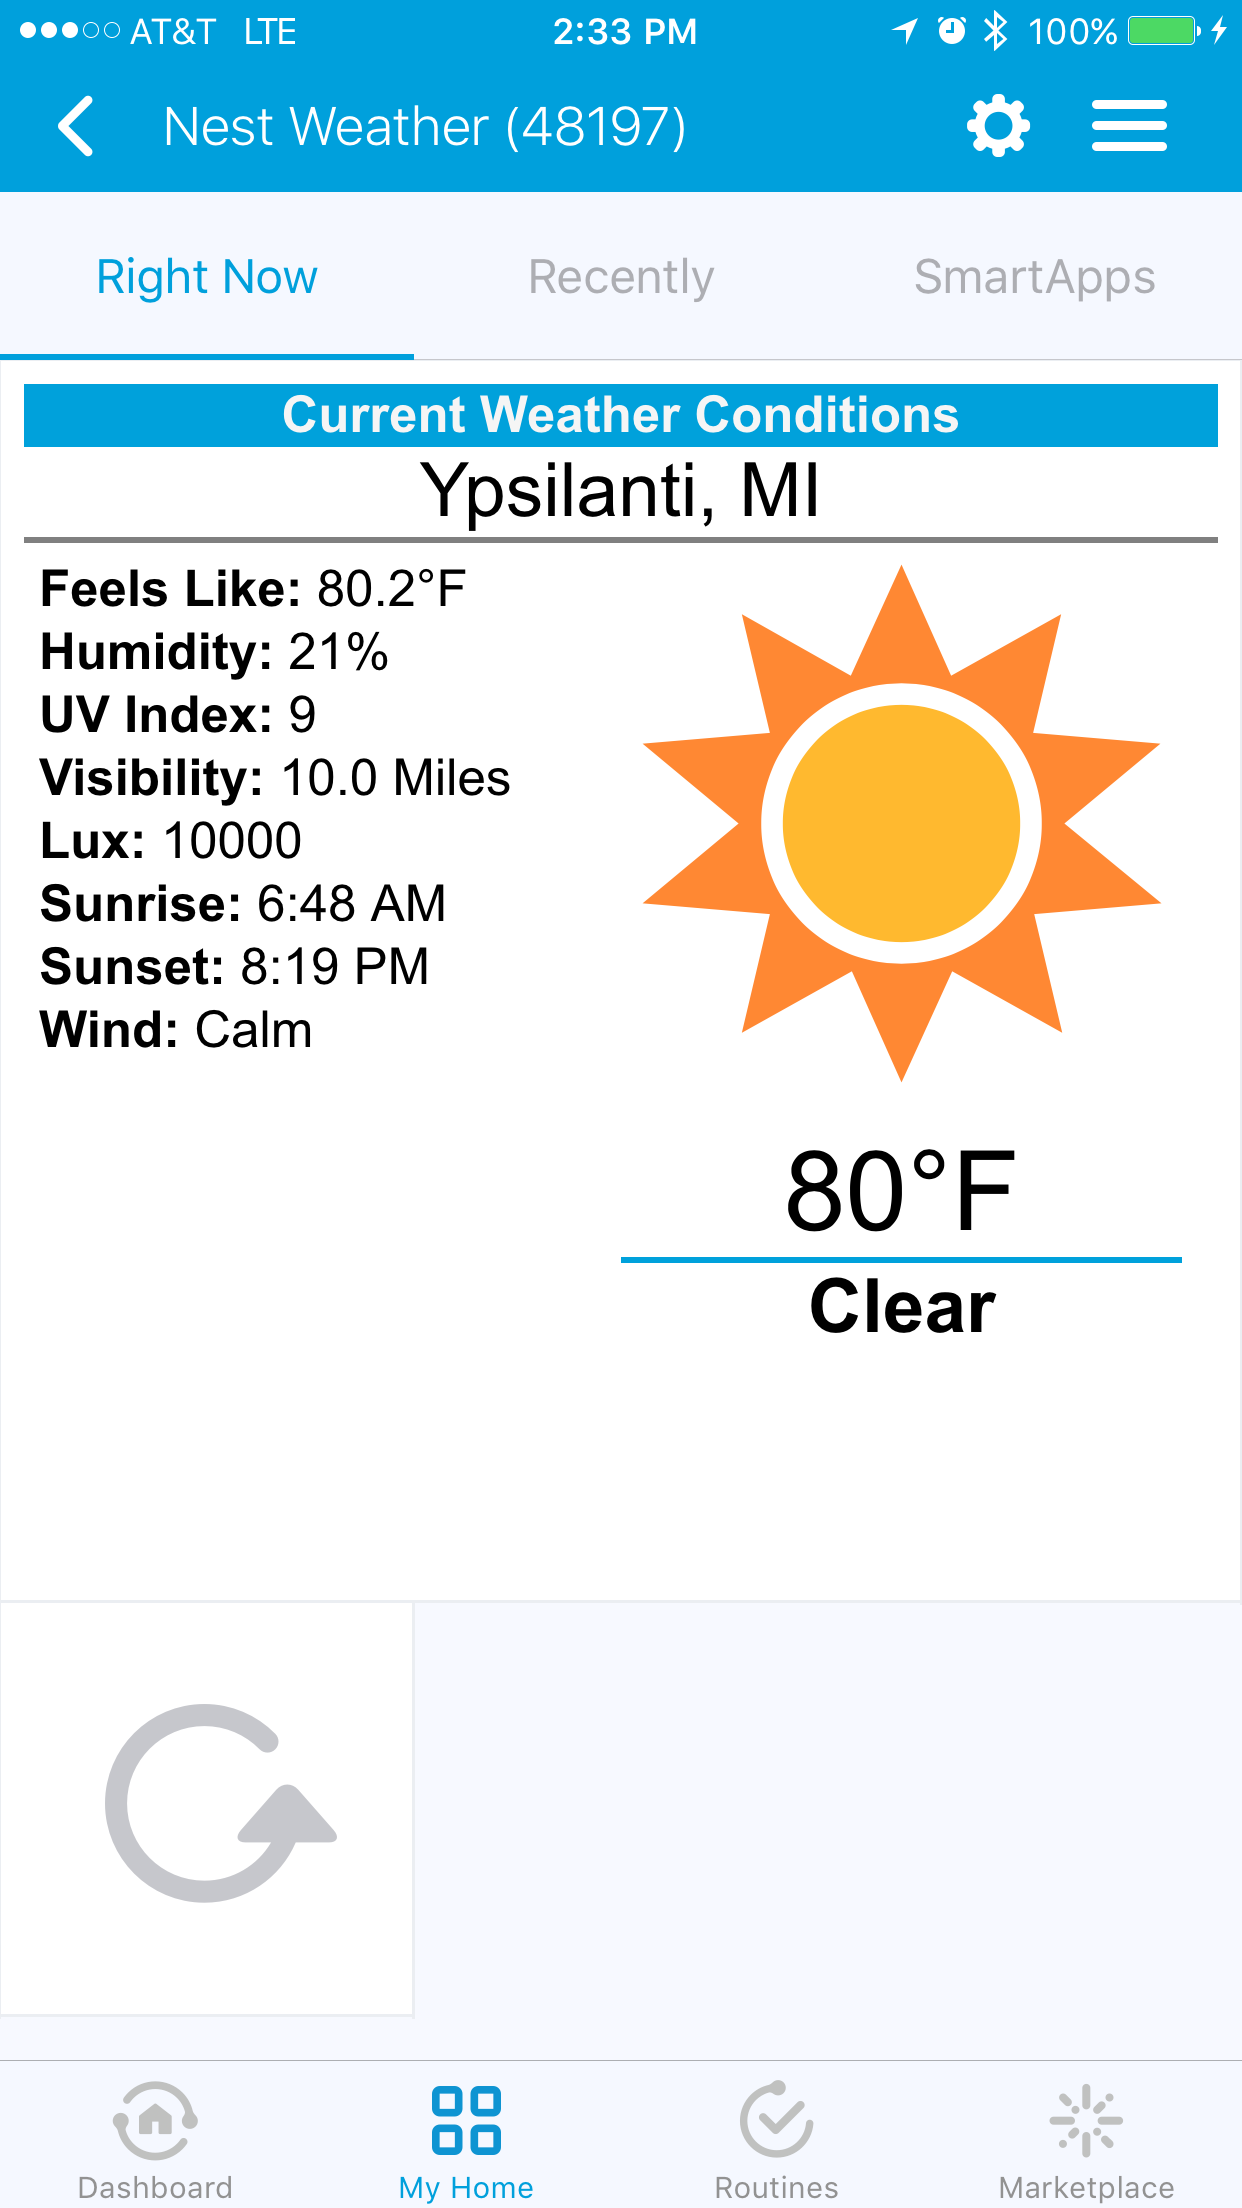 AT&T LTE 2:33 PM 100%
Nest Weather (48197)
Right Now Recently SmartApps
Current Weather Conditions
Ypsilanti, MI
Feels Like: 80.2°F
Humidity: 21%
UV Index: 9
Visibility: 10.0 Miles
Lux: 10000
Sunrise: 6:48 AM
Sunset: 8:19 PM
Wind: Calm
80°F
Clear
Dashboard My Home Routines Marketplace